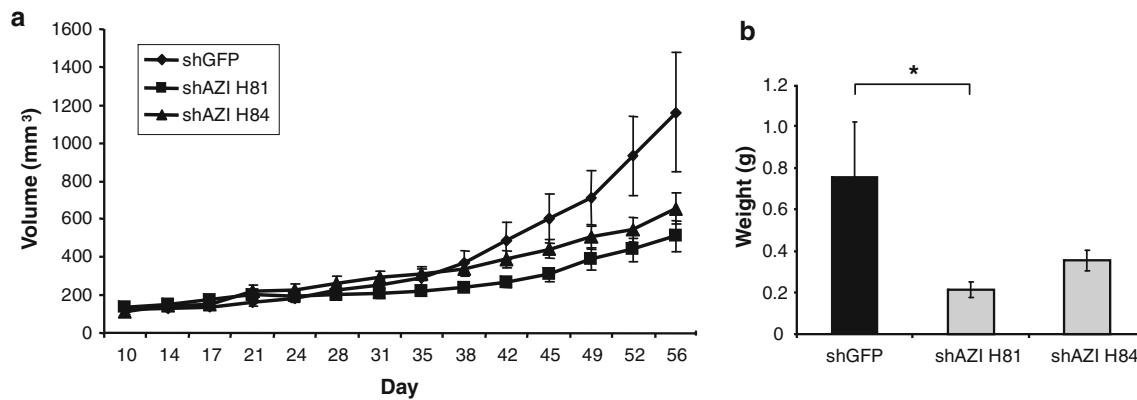 a
1600
1400
1200
1000
800
600
400
200
0
Volume (mm³)
shGFP
shAZI H81
shAZI H84
10 14 17 21 24 28 31 35 38 42 45 49 52 56
Day
b
*
1.2
1.0
0.8
0.6
0.4
0.2
0
Weight (g)
shGFP shAZI H81 shAZI H84